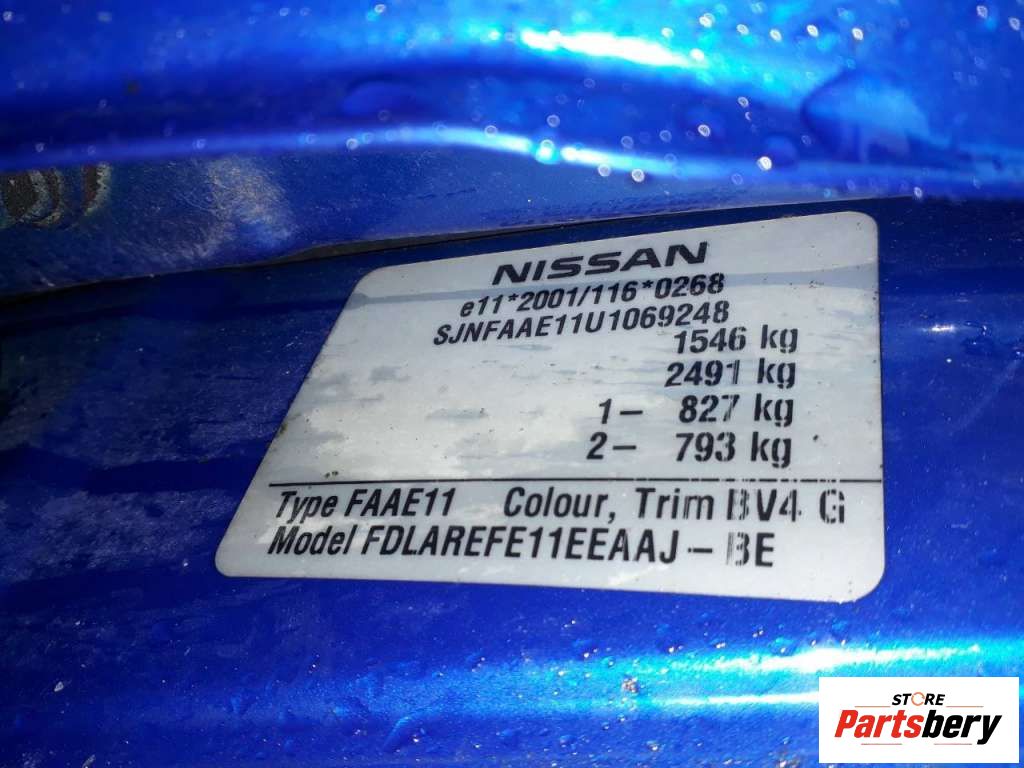 NISSAN
e11*2001/116*0268
SJNFAAE11U1069248
1546 kg
2491 kg
1- 827 kg
2- 793 kg
Type FAAE11 Colour, Trim BV4 G
Model FDLAREFE11EEAAJ - BE
STORE
Partsbery